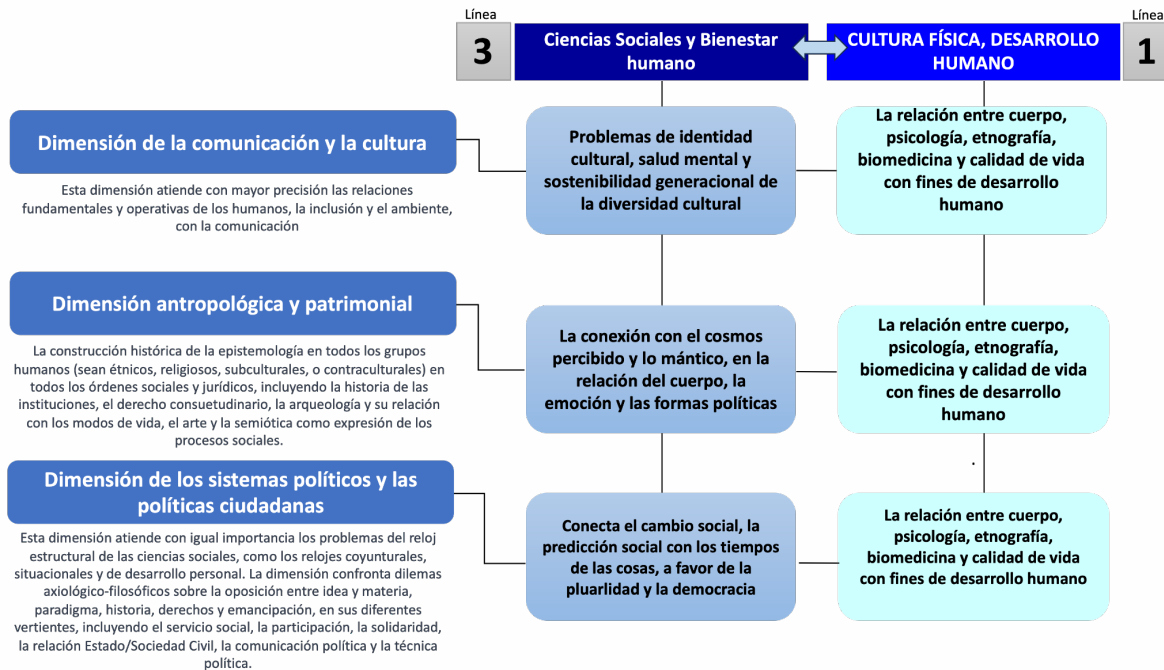 Línea
3
Ciencias Sociales y Bienestar
humano
CULTURA FÍSICA, DESARROLLO
HUMANO
Línea
1
Dimensión de la comunicación y la cultura
Esta dimensión atiende con mayor precisión las relaciones
fundamentales y operativas de los humanos, la inclusión y el ambiente,
con la comunicación
Problemas de identidad
cultural, salud mental y
sostenibilidad generacional de
la diversidad cultural
La relación entre cuerpo,
psicología, etnografía,
biomedicina y calidad de vida
con fines de desarrollo
humano
Dimensión antropológica y patrimonial
La construcción histórica de la epistemología en todos los grupos
humanos (sean étnicos, religiosos, subculturales, o contraculturales) en
todos los órdenes sociales y jurídicos, incluyendo la historia de las
instituciones, el derecho consuetudinario, la arqueología y su relación
con los modos de vida, el arte y la semiótica como expresión de los
procesos sociales.
La conexión con el cosmos
percibido y lo mántico, en la
relación del cuerpo, la
emoción y las formas políticas
La relación entre cuerpo,
psicología, etnografía,
biomedicina y calidad de vida
con fines de desarrollo
humano
.
Dimensión de los sistemas políticos y las
políticas ciudadanas
Esta dimensión atiende con igual importancia los problemas del reloj
estructural de las ciencias sociales, como los relojes coyunturales,
situacionales y de desarrollo personal. La dimensión confronta dilemas
axiológico-filosóficos sobre la oposición entre idea y materia,
paradigma, historia, derechos y emancipación, en sus diferentes
vertientes, incluyendo el servicio social, la participación, la solidaridad,
la relación Estado/Sociedad Civil, la comunicación política y la técnica
política.
Conecta el cambio social, la
predicción social con los tiempos
de las cosas, a favor de la
pluarlidad y la democracia
La relación entre cuerpo,
psicología, etnografía,
biomedicina y calidad de vida
con fines de desarrollo humano